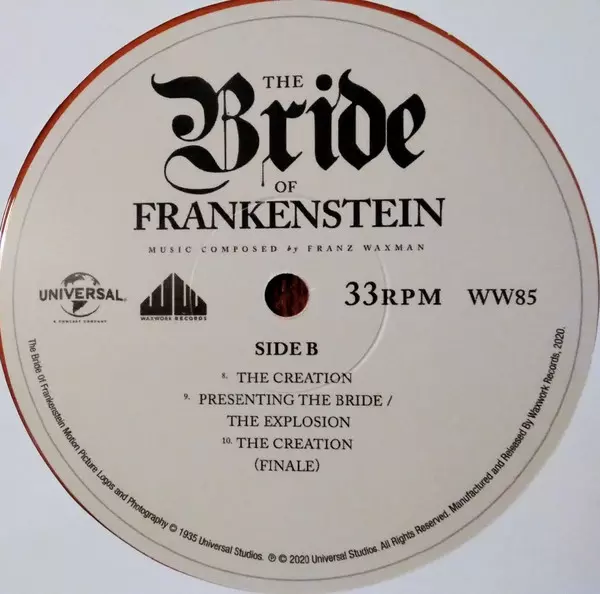 THE
Bride
OF
FRANKENSTEIN
MUSIC COMPOSED by FRANZ WAXMAN
UNIVERSAL
A COMCAST COMPANY
WW
WAXWORK RECORDS
33RPM
WW85
SIDE B
8. THE CREATION
9. PRESENTING THE BRIDE /
THE EXPLOSION
10. THE CREATION
(FINALE)
The Bride Of Frankenstein Motion Picture Logos and Photography © 1935 Universal Studios. ℗ © 2020 Universal Studios. All Rights Reserved. Manufactured and Released By Waxwork Records, 2020.